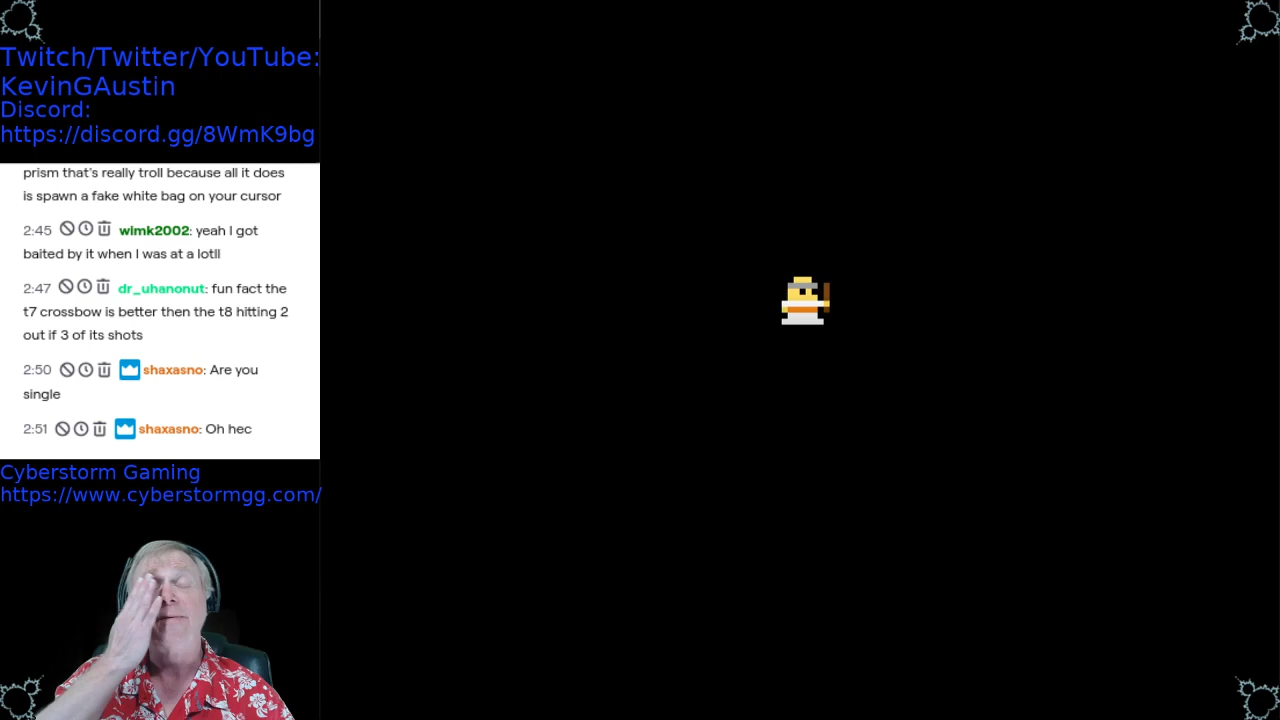 Twitch/Twitter/YouTube:
KevinGAustin
Discord:
https://discord.gg/8WmK9bg
prism that's really troll because all it does
is spawn a fake white bag on your cursor
2:45 wimk2002: yeah I got
baited by it when I was at a lotll
2:47 dr_uhanonut: fun fact the
t7 crossbow is better then the t8 hitting 2
out if 3 of its shots
2:50 shaxasno: Are you
single
2:51 shaxasno: Oh hec
Cyberstorm Gaming
https://www.cyberstormgg.com/